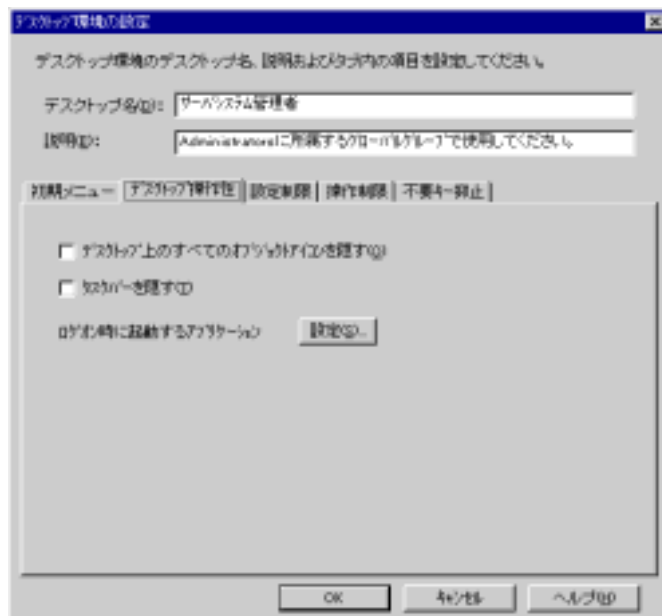 デスクトップ環境の設定
デスクトップ環境のデスクトップ名、説明およびタブ内の項目を設定してください。
デスクトップ名(D): サーバシステム管理者
説明(E): Administratorsに所属するグローバルグループで使用してください。
初期メニュー デスクトップ操作性 設定制限 操作制限 不要キー抑止
デスクトップ上のすべてのオブジェクトアイコンを隠す(O)
タスクバーを隠す(T)
ログオン時に起動するアプリケーション 設定(S)...
OK キャンセル ヘルプ(H)